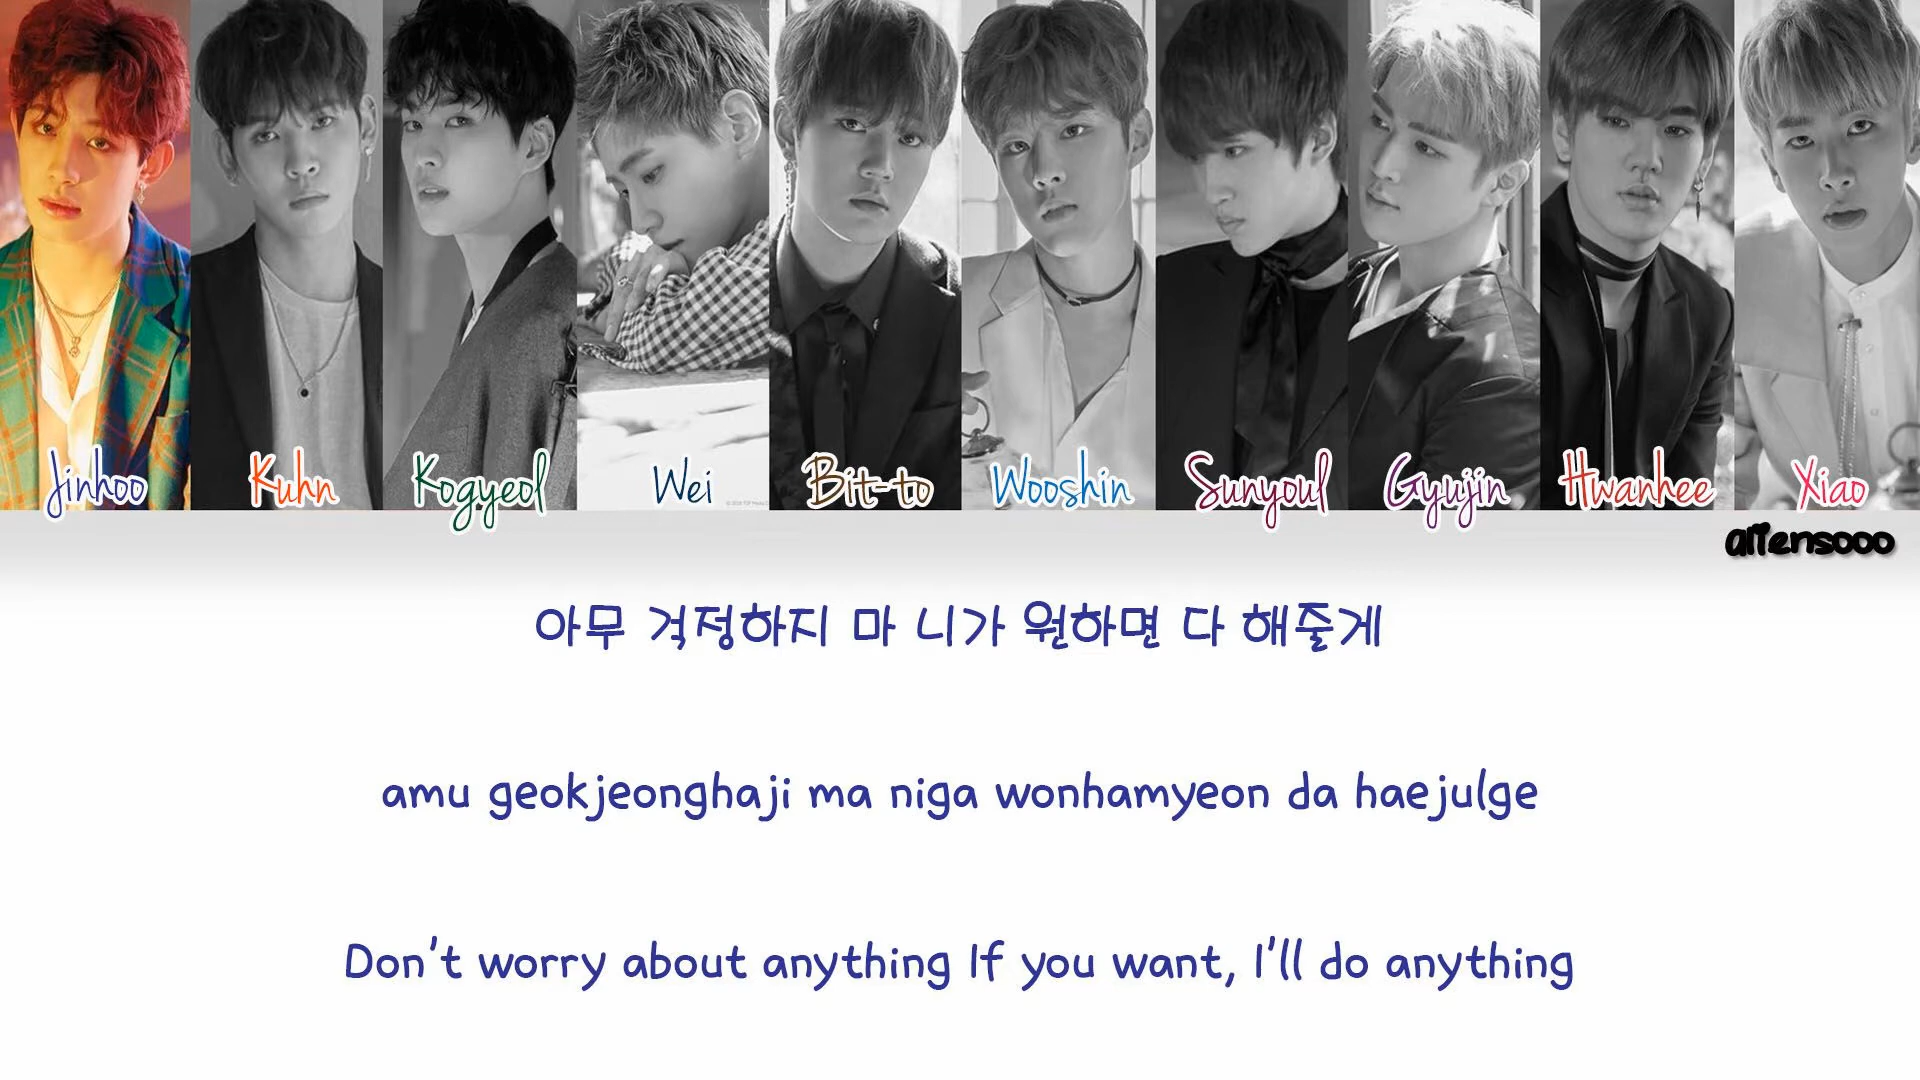 Jinhoo Kuhn Kogyeol Wei Bit-to Wooshin Sunyoul Gyujin Hwanhee Xiao
aliensooo
아무 걱정하지 마 니가 원하면 다 해줄게
amu geokjeonghaji ma niga wonhamyeon da haejulge
Don't worry about anything If you want, I'll do anything